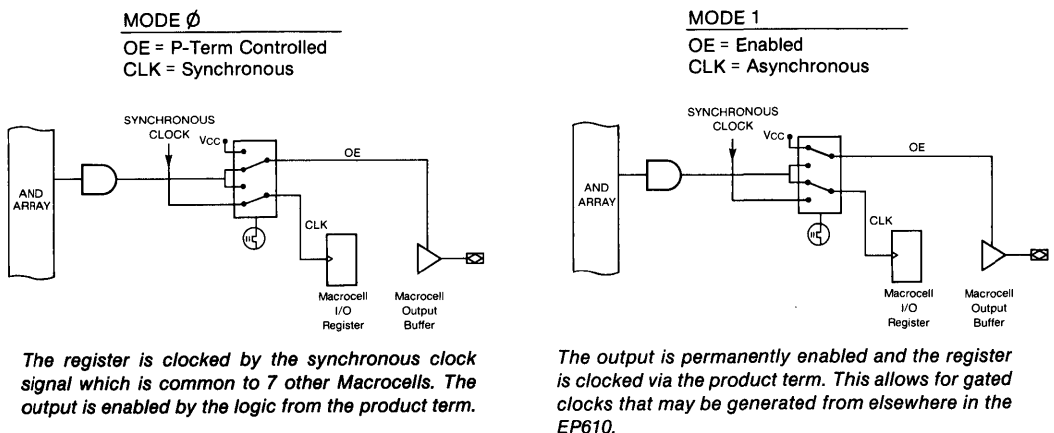 MODE Ø
OE = P-Term Controlled
CLK = Synchronous
SYNCHRONOUS
CLOCK
VCC
OE
AND
ARRAY
CLK
Macrocell
I/O
Register
Macrocell
Output
Buffer
The register is clocked by the synchronous clock
signal which is common to 7 other Macrocells. The
output is enabled by the logic from the product term.
MODE 1
OE = Enabled
CLK = Asynchronous
SYNCHRONOUS
CLOCK
VCC
OE
AND
ARRAY
CLK
Macrocell
I/O
Register
Macrocell
Output
Buffer
The output is permanently enabled and the register
is clocked via the product term. This allows for gated
clocks that may be generated from elsewhere in the
EP610.